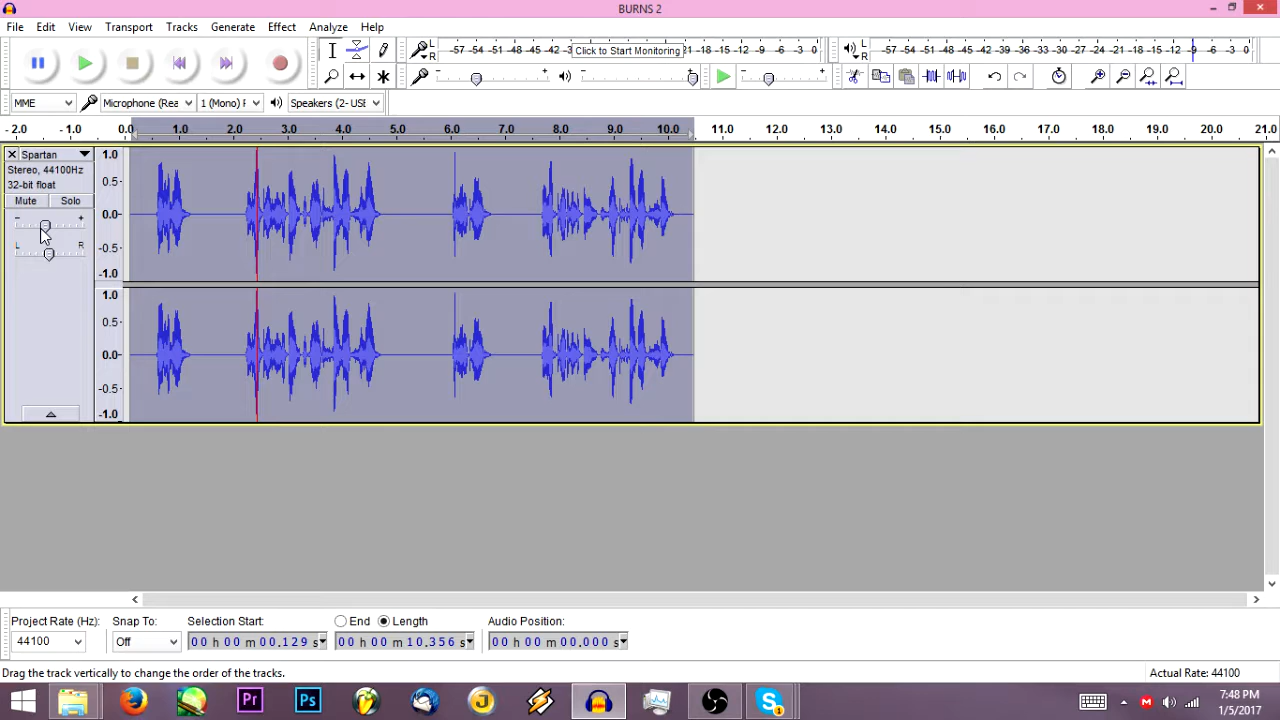 BURNS 2
File Edit View Transport Tracks Generate Effect Analyze Help
L R -57 -54 -51 -48 -45 -42 -3 Click to Start Monitoring 21 -18 -15 -12 -9 -6 -3 0
L R -57 -54 -51 -48 -45 -42 -39 -36 -33 -30 -27 -24 -21 -18 -15 -12 -9 -6 -3 0
- + - +
MME Microphone (Rea 1 (Mono) F Speakers (2- USB
- 2.0 -1.0 0.0 1.0 2.0 3.0 4.0 5.0 6.0 7.0 8.0 9.0 10.0 11.0 12.0 13.0 14.0 15.0 16.0 17.0 18.0 19.0 20.0 21.0
Spartan
Stereo, 44100Hz
32-bit float
Mute Solo
- +
L R
1.0
0.5-
0.0-
-0.5-
-1.0
1.0
0.5-
0.0-
-0.5-
-1.0
Project Rate (Hz): Snap To: Selection Start: End Length Audio Position:
44100 Off 00 h 00 m 00.129 s 00 h 00 m 10.356 s 00 h 00 m 00.000 s
Drag the track vertically to change the order of the tracks. Actual Rate: 44100
Pr Ps J S 1 M
7:48 PM
1/5/2017